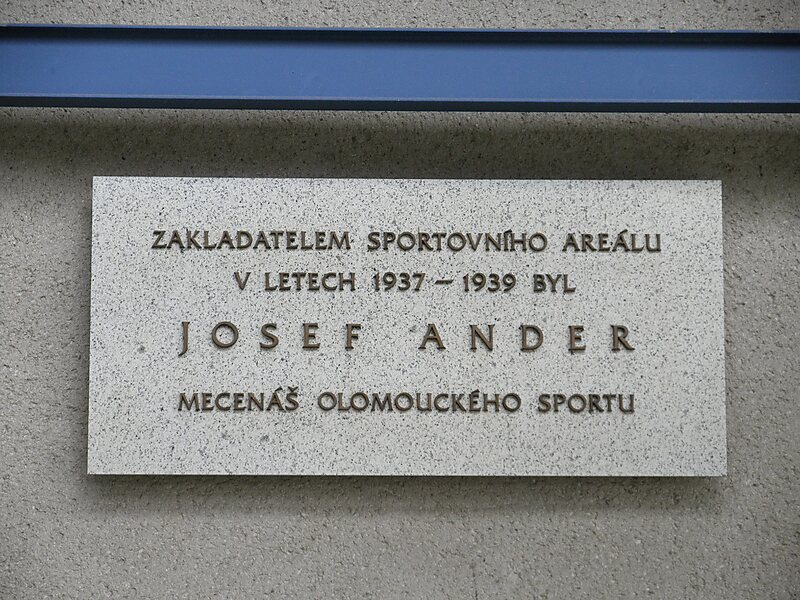 ZAKLADATELEM SPORTOVNÍHO AREÁLU
V LETECH 1937 – 1939 BYL
JOSEF ANDER
MECENÁŠ OLOMOUCKÉHO SPORTU